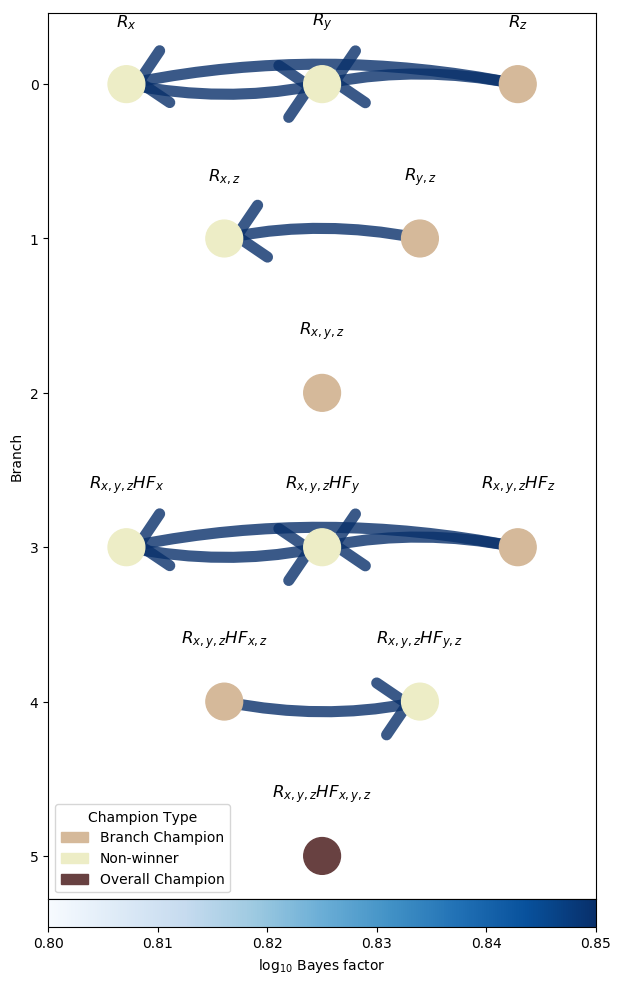 R_x R_y R_z
0
R_{x,z} R_{y,z}
1
R_{x,y,z}
2
Branch
R_{x,y,z}HF_x R_{x,y,z}HF_y R_{x,y,z}HF_z
3
R_{x,y,z}HF_{x,z} R_{x,y,z}HF_{y,z}
4
R_{x,y,z}HF_{x,y,z}
Champion Type
Branch Champion
Non-winner
Overall Champion
5
0.80 0.81 0.82 0.83 0.84 0.85
log_{10} Bayes factor